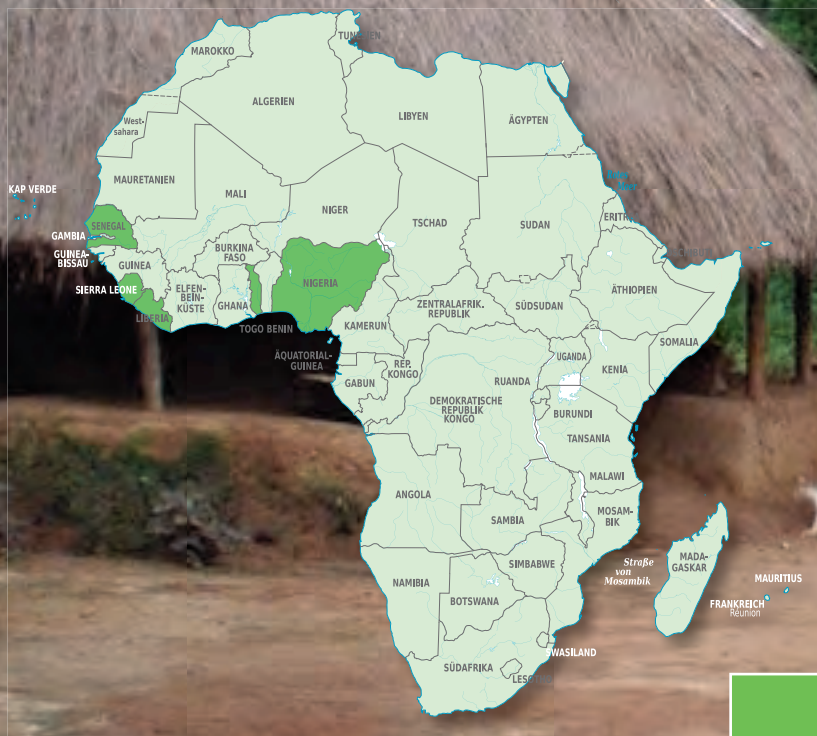 TUNESIEN
MAROKKO
ALGERIEN
LIBYEN
ÄGYPTEN
West-
sahara
MAURETANIEN
MALI
NIGER
TSCHAD
SUDAN
ERITR
KAP VERDE
SENEGAL
GAMBIA
GUINEA-
BISSAU
GUINEA
BURKINA
FASO
NIGERIA
SIERRA LEONE
ELFEN-
BEIN-
KÜSTE
GHANA
LIBERIA
TOGO BENIN
ZENTRALAFRIK.
REPUBLIK
SÜDSUDAN
ÄTHIOPIEN
KAMERUN
SOMALIA
ÄQUATORIAL-
GUINEA
GABUN
REP.
KONGO
UGANDA
KENIA
RUANDA
DEMOKRATISCHE
REPUBLIK
KONGO
BURUNDI
TANSANIA
MALAWI
ANGOLA
SAMBIA
MOSAM-
BIK
SIMBABWE
Straße
von
Mosambik
MADA-
GASKAR
MAURITIUS
FRANKREICH
Réunion
NAMIBIA
BOTSWANA
SWASILAND
SÜDAFRIKA
LESOTHO